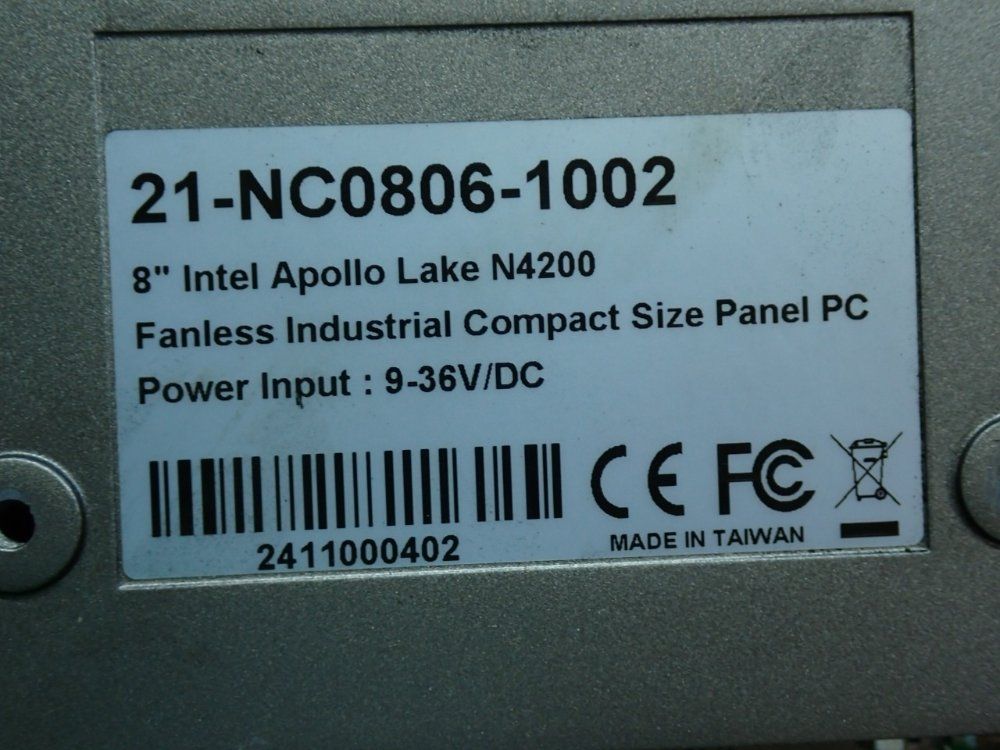 21-NC0806-1002
8" Intel Apollo Lake N4200
Fanless Industrial Compact Size Panel PC
Power Input : 9-36V/DC
CE FC
2411000402
MADE IN TAIWAN